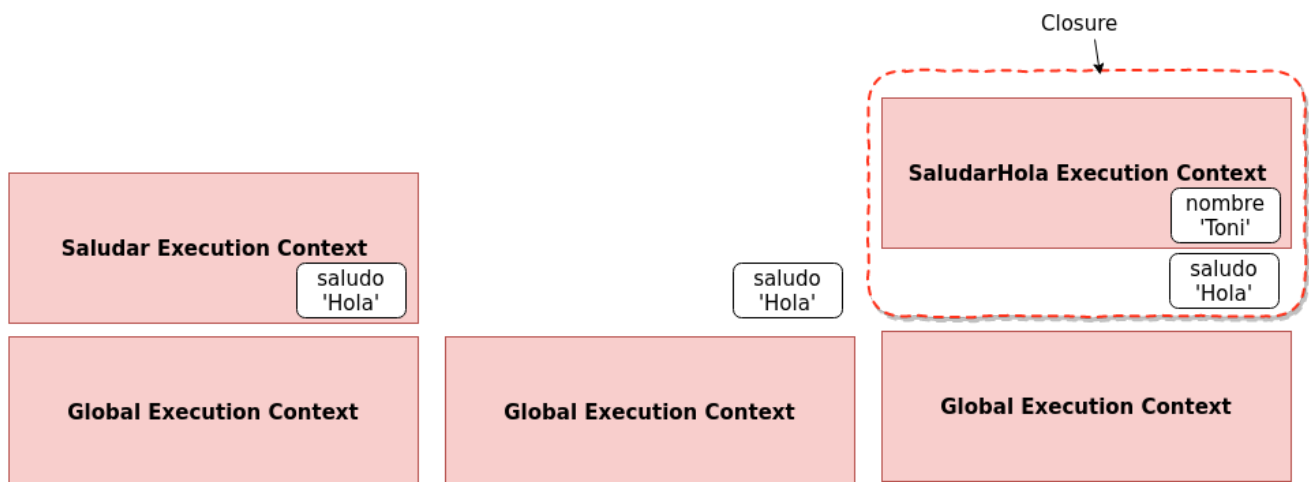 Closure
SaludarHola Execution Context
nombre
'Toni'
Saludar Execution Context
saludo
'Hola'
saludo
'Hola'
saludo
'Hola'
Global Execution Context
Global Execution Context
Global Execution Context